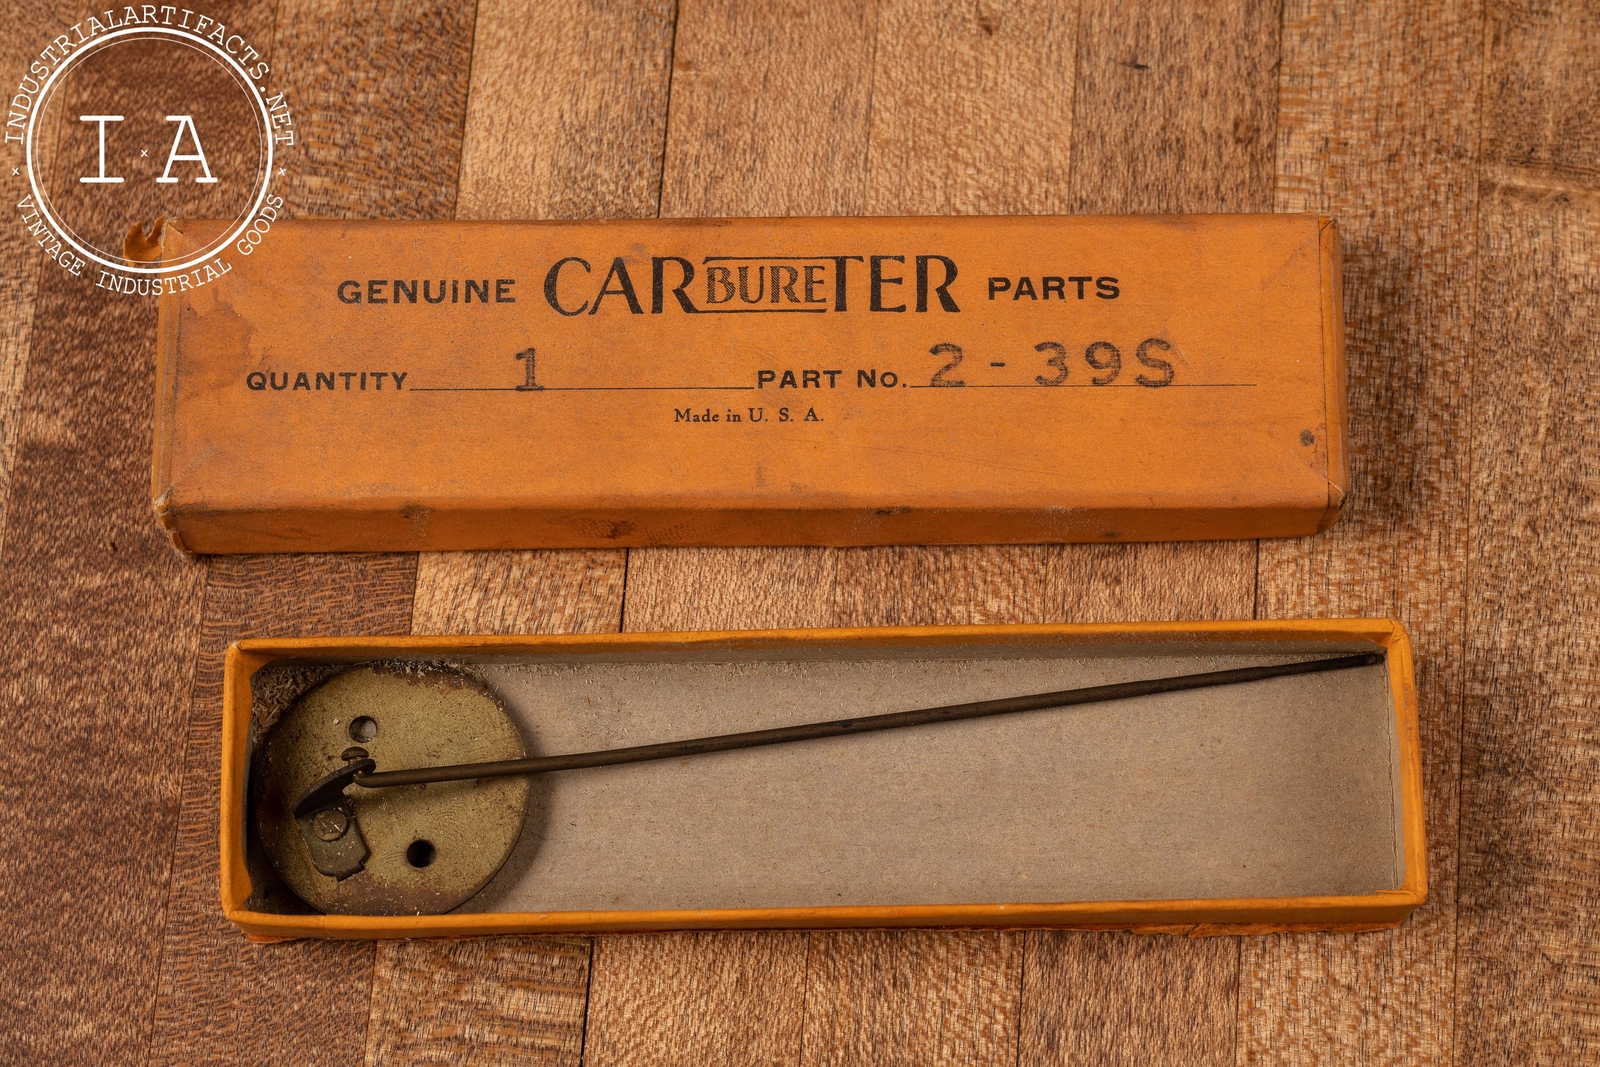 INDUSTRIALARTIFACTS.NET
I·A
VINTAGE INDUSTRIAL GOODS
GENUINE CARBURETER PARTS
QUANTITY 1 PART No. 2-39S
Made in U. S. A.